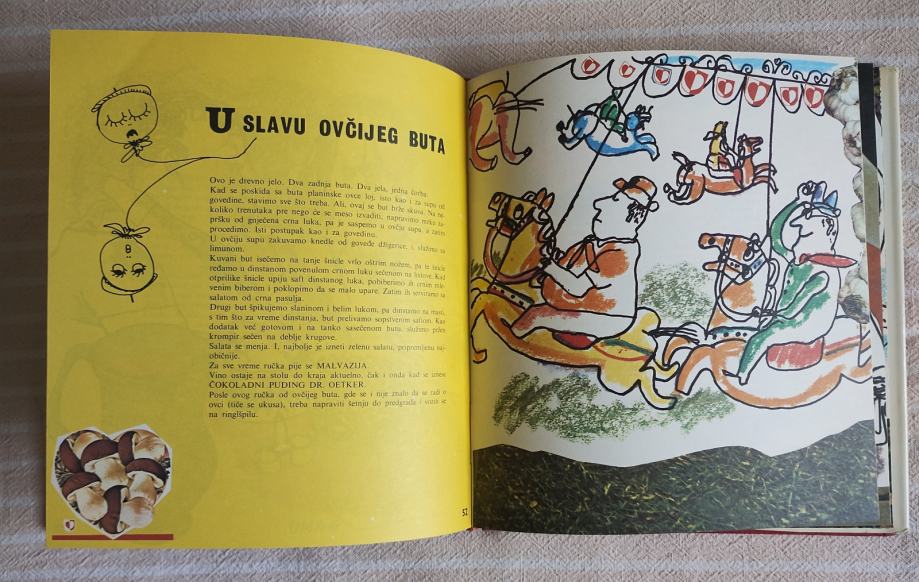 U SLAVU OVČIJEG BUTA
Ovo je drevno jelo. Dva zadnja buta. Dva jela, jedna čorba.
Kad se poskida sa buta planinske ovce loj, isto kao i za supu od
govedine, stavimo sve što treba. Ali, ovaj se but brže skuva. Na ne-
koliko trenutaka pre nego će se meso izvaditi, napravimo meku za-
pršku od gnječena crna luka, pa je saspemo u ovčju supu, a zatim
procedimo. Isti postupak kao i za govedinu.
U ovčiju supu zakuvamo knedle od goveđe džigerice, i, služimo sa
limunom.
Kuvani but isečemo na tanje šnicle vrlo oštrim nožem, pa te šnicle
ređamo u dinstanom povenulom crnom luku sečenom na listove. Kad
otprilike šnicle upiju saft dinstanog luka, pobiberimo ih crnim mle-
venim biberom i poklopimo da se malo upare. Zatim ih serviramo sa
salatom od crna pasulja.
Drugi but špikujemo slaninom i belim lukom, pa dinstamo na masti,
s tim što za vreme dinstanja, but prelivamo sopstvenim saftom. Kao
dodatak već gotovom i na tanko sasečenom butu, služimo pržen
krompir sečen na deblje krugove.
Salata se menja. I, najbolje je izneti zelenu salatu, pripremljenu naj-
običnije.
Za sve vreme ručka pije se MALVAZIJA.
Vino ostaje na stolu do kraja aktuelno, čak i onda kad se iznese
ČOKOLADNI PUDING DR. OETKER.
Posle ovog ručka od ovčijeg buta, gde se i nije znalo da se radi o
ovci (tiče se ukusa), treba napraviti šetnju do predgrađa i vroziti se
na ringlšpilu.
52